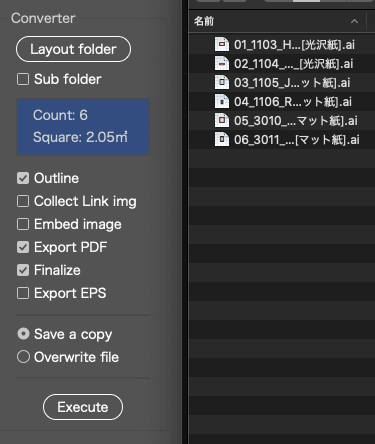 Converter
Layout folder
Sub folder
Count: 6
Square: 2.05㎡
Outline
Collect Link img
Embed image
Export PDF
Finalize
Export EPS
Save a copy
Overwrite file
Execute
名前
01_1103_H...[光沢紙].ai
02_1104_..._[光沢紙].ai
03_1105_J...ット紙].ai
04_1106_R...ット紙].ai
05_3010_...マット紙].ai
06_3011_...[マット紙].ai